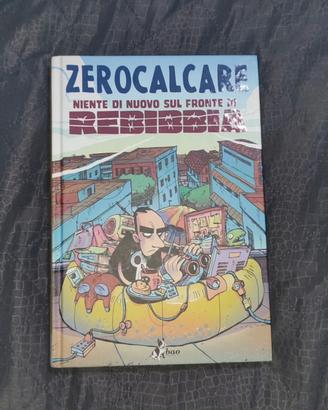 ZEROCALCARE
NIENTE DI NUOVO SUL FRONTE DI
REBIBBIA
bao